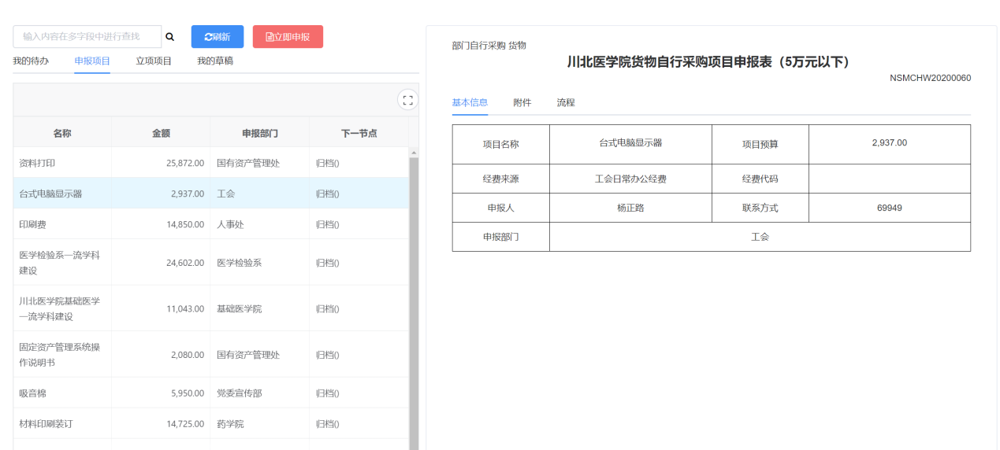 输入内容在多字段中进行查找
刷新
立即申报
我的待办 申报项目 立项项目 我的草稿
名称 金额 申报部门 下一节点
资料打印 25,872.00 国有资产管理处 归档()
台式电脑显示器 2,937.00 工会 归档()
印刷费 14,850.00 人事处 归档()
医学检验系一流学科
建设 24,602.00 医学检验系 归档()
川北医学院基础医学
一流学科建设 11,043.00 基础医学院 归档()
固定资产管理系统操
作说明书 2,080.00 国有资产管理处 归档()
吸音棉 5,950.00 党委宣传部 归档()
材料印刷装订 14,725.00 药学院 归档()
部门自行采购 货物
川北医学院货物自行采购项目申报表（5万元以下）
NSMCHW20200060
基本信息 附件 流程
项目名称 台式电脑显示器 项目预算 2,937.00
经费来源 工会日常办公经费 经费代码
申报人 杨正路 联系方式 69949
申报部门 工会